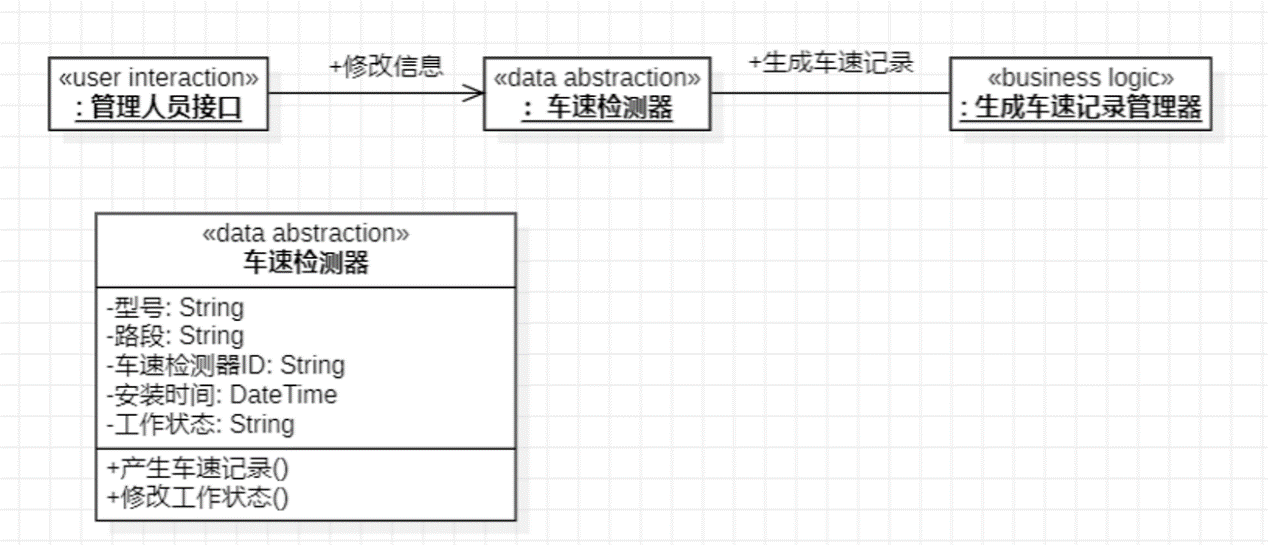 +修改信息
+生成车速记录
«user interaction»
: 管理人员接口
«data abstraction»
: 车速检测器
«business logic»
: 生成车速记录管理器
«data abstraction»
车速检测器
-型号: String
-路段: String
-车速检测器ID: String
-安装时间: DateTime
-工作状态: String
+产生车速记录()
+修改工作状态()